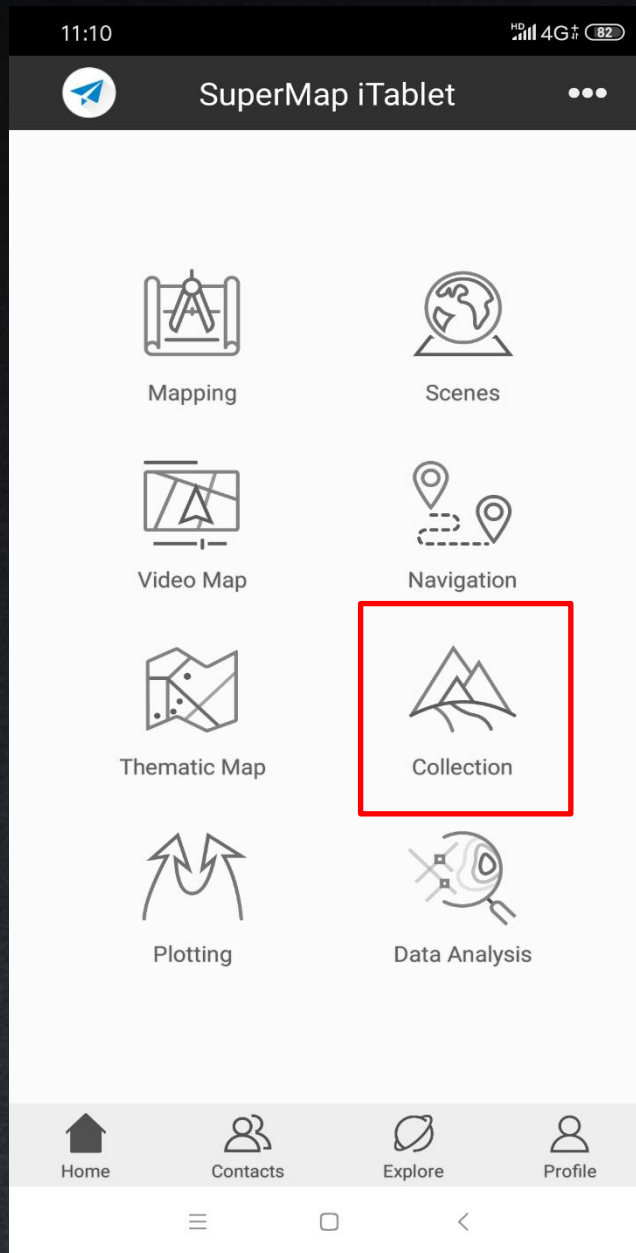 11:10 HD 4G 82
SuperMap iTablet
Mapping Scenes
Video Map Navigation
Thematic Map Collection
Plotting Data Analysis
Home Contacts Explore Profile